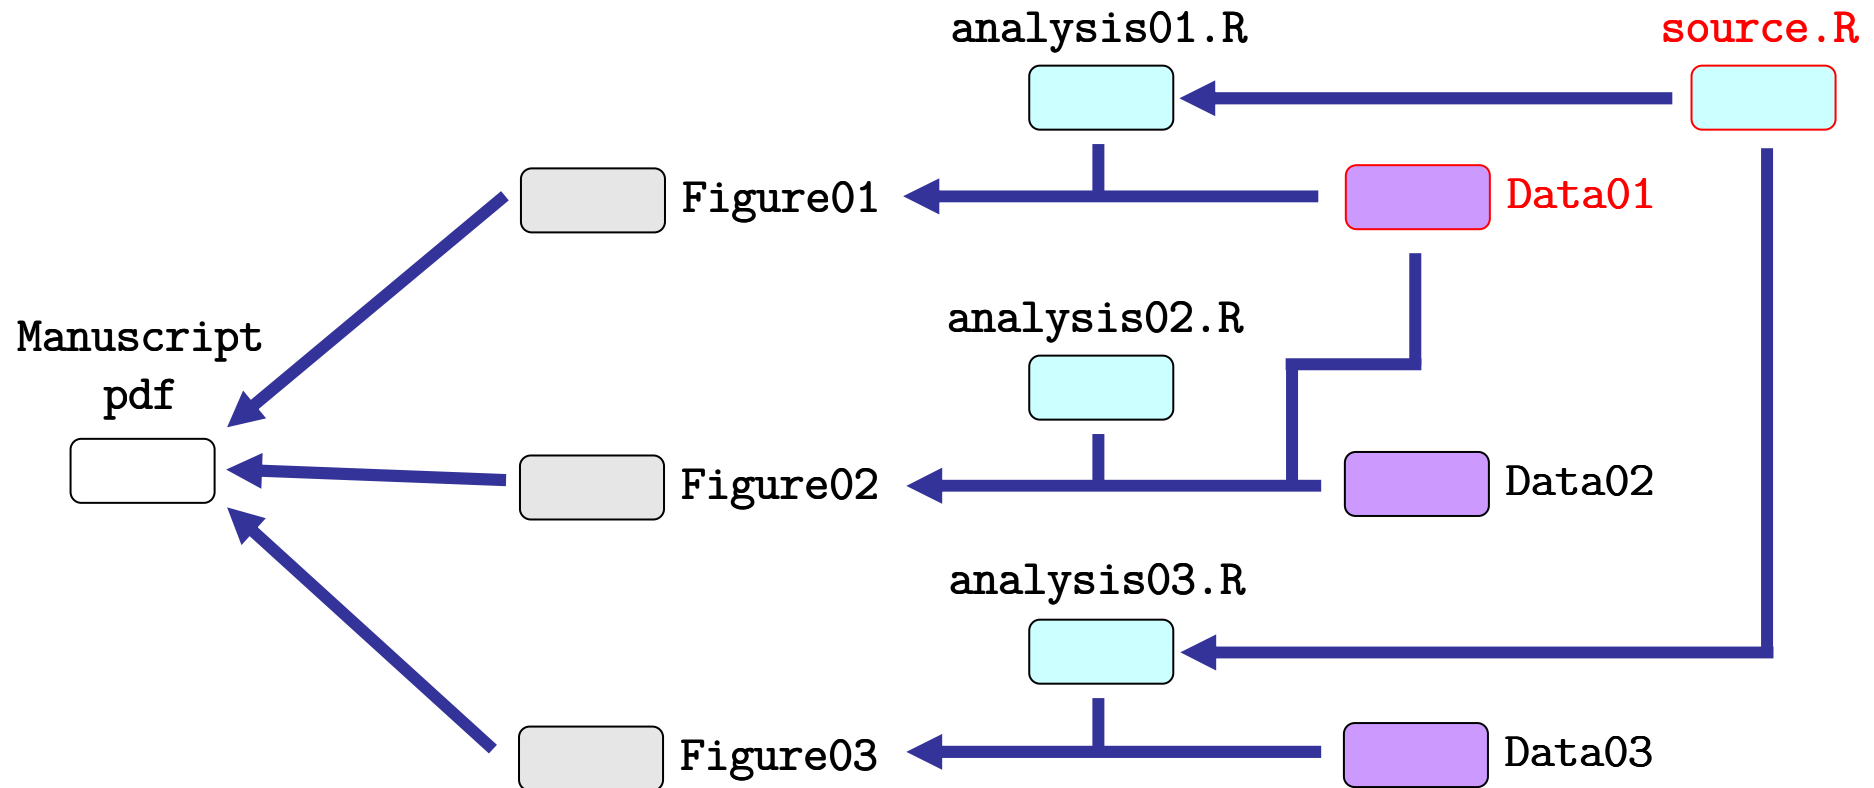 analysis01.R
source.R
Figure01
Data01
analysis02.R
Manuscript
pdf
Figure02
Data02
analysis03.R
Figure03
Data03